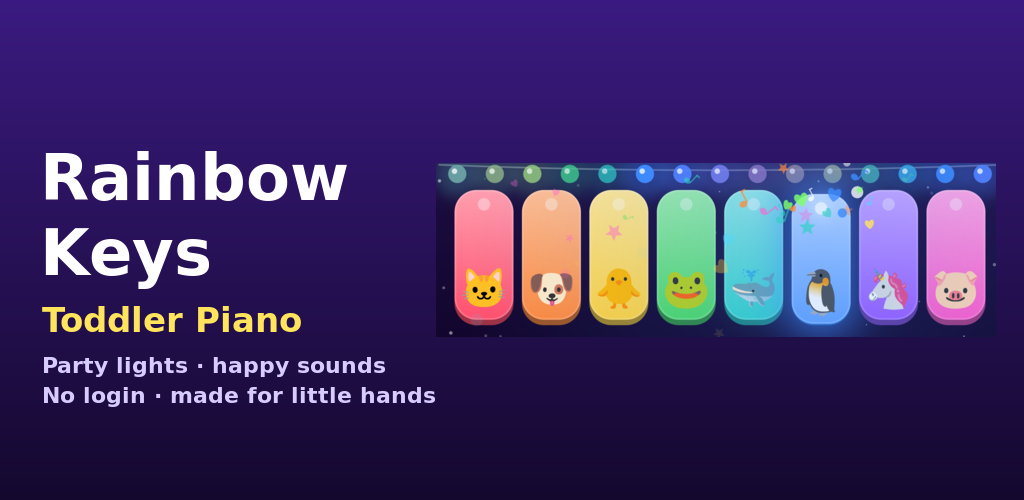 Rainbow
Keys
Toddler Piano
Party lights · happy sounds
No login · made for little hands